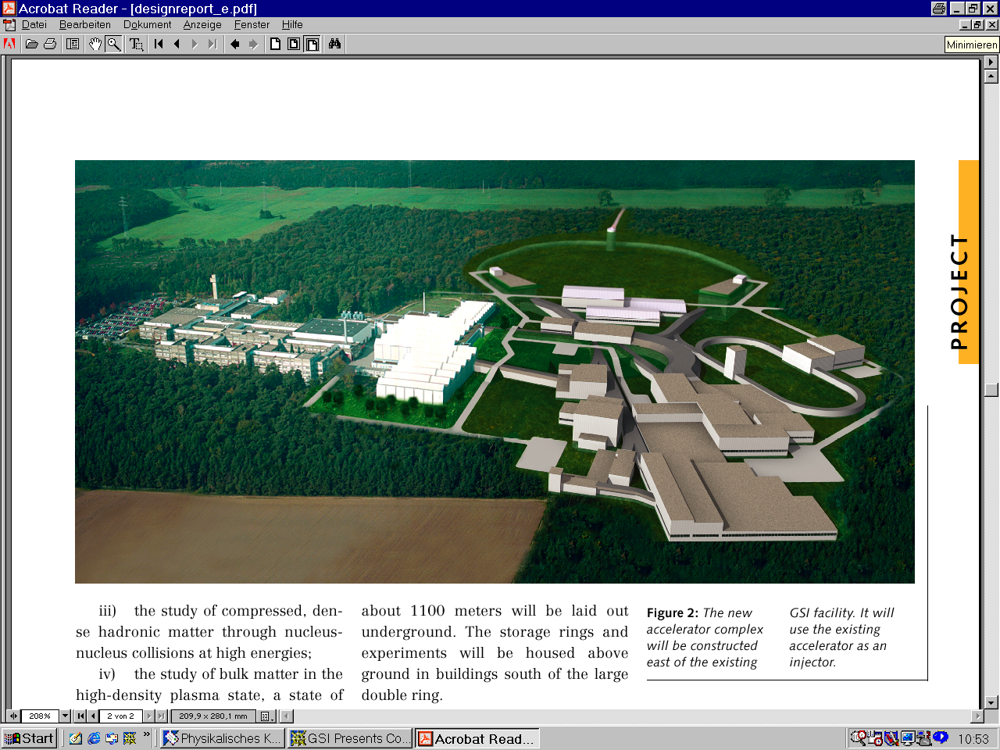 Acrobat Reader - [designreport_e.pdf]
Datei Bearbeiten Dokument Anzeige Fenster Hilfe
Minimieren
PROJECT
iii) the study of compressed, den-
se hadronic matter through nucleus-
nucleus collisions at high energies;
iv) the study of bulk matter in the
high-density plasma state, a state of
about 1100 meters will be laid out
underground. The storage rings and
experiments will be housed above
ground in buildings south of the large
double ring.
Figure 2: The new
accelerator complex
will be constructed
east of the existing
GSI facility. It will
use the existing
accelerator as an
injector.
208% 2 von 2 209,9 x 280,1 mm
Start » Physikalisches K... GSI Presents Co... Acrobat Read... 10:53